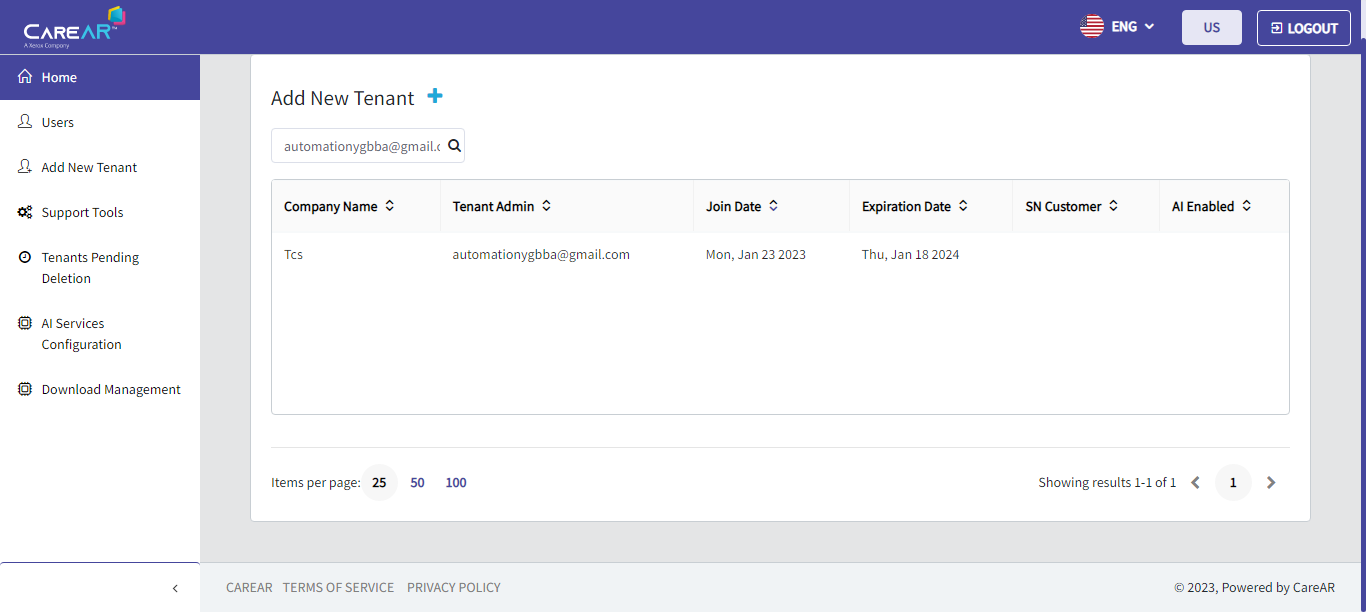 CAREAR™
A Xerox Company
ENG
US
LOGOUT
Home
Users
Add New Tenant
Support Tools
Tenants Pending
Deletion
AI Services
Configuration
Download Management
Add New Tenant
automationygbba@gmail.c
Company Name Tenant Admin Join Date Expiration Date SN Customer AI Enabled
Tcs automationygbba@gmail.com Mon, Jan 23 2023 Thu, Jan 18 2024
Items per page: 25 50 100
Showing results 1-1 of 1 1
CAREAR TERMS OF SERVICE PRIVACY POLICY
© 2023, Powered by CareAR